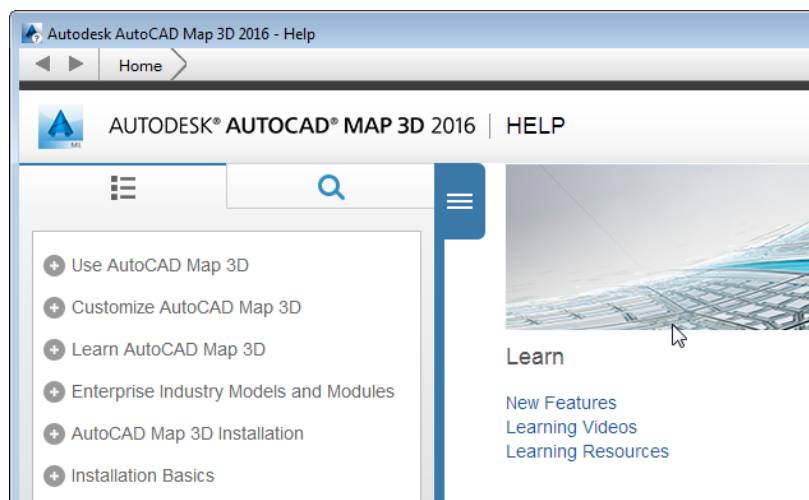 Autodesk AutoCAD Map 3D 2016 - Help
Home
AUTODESK® AUTOCAD® MAP 3D 2016 | HELP
Use AutoCAD Map 3D
Customize AutoCAD Map 3D
Learn AutoCAD Map 3D
Enterprise Industry Models and Modules
AutoCAD Map 3D Installation
Installation Basics
Learn
New Features
Learning Videos
Learning Resources